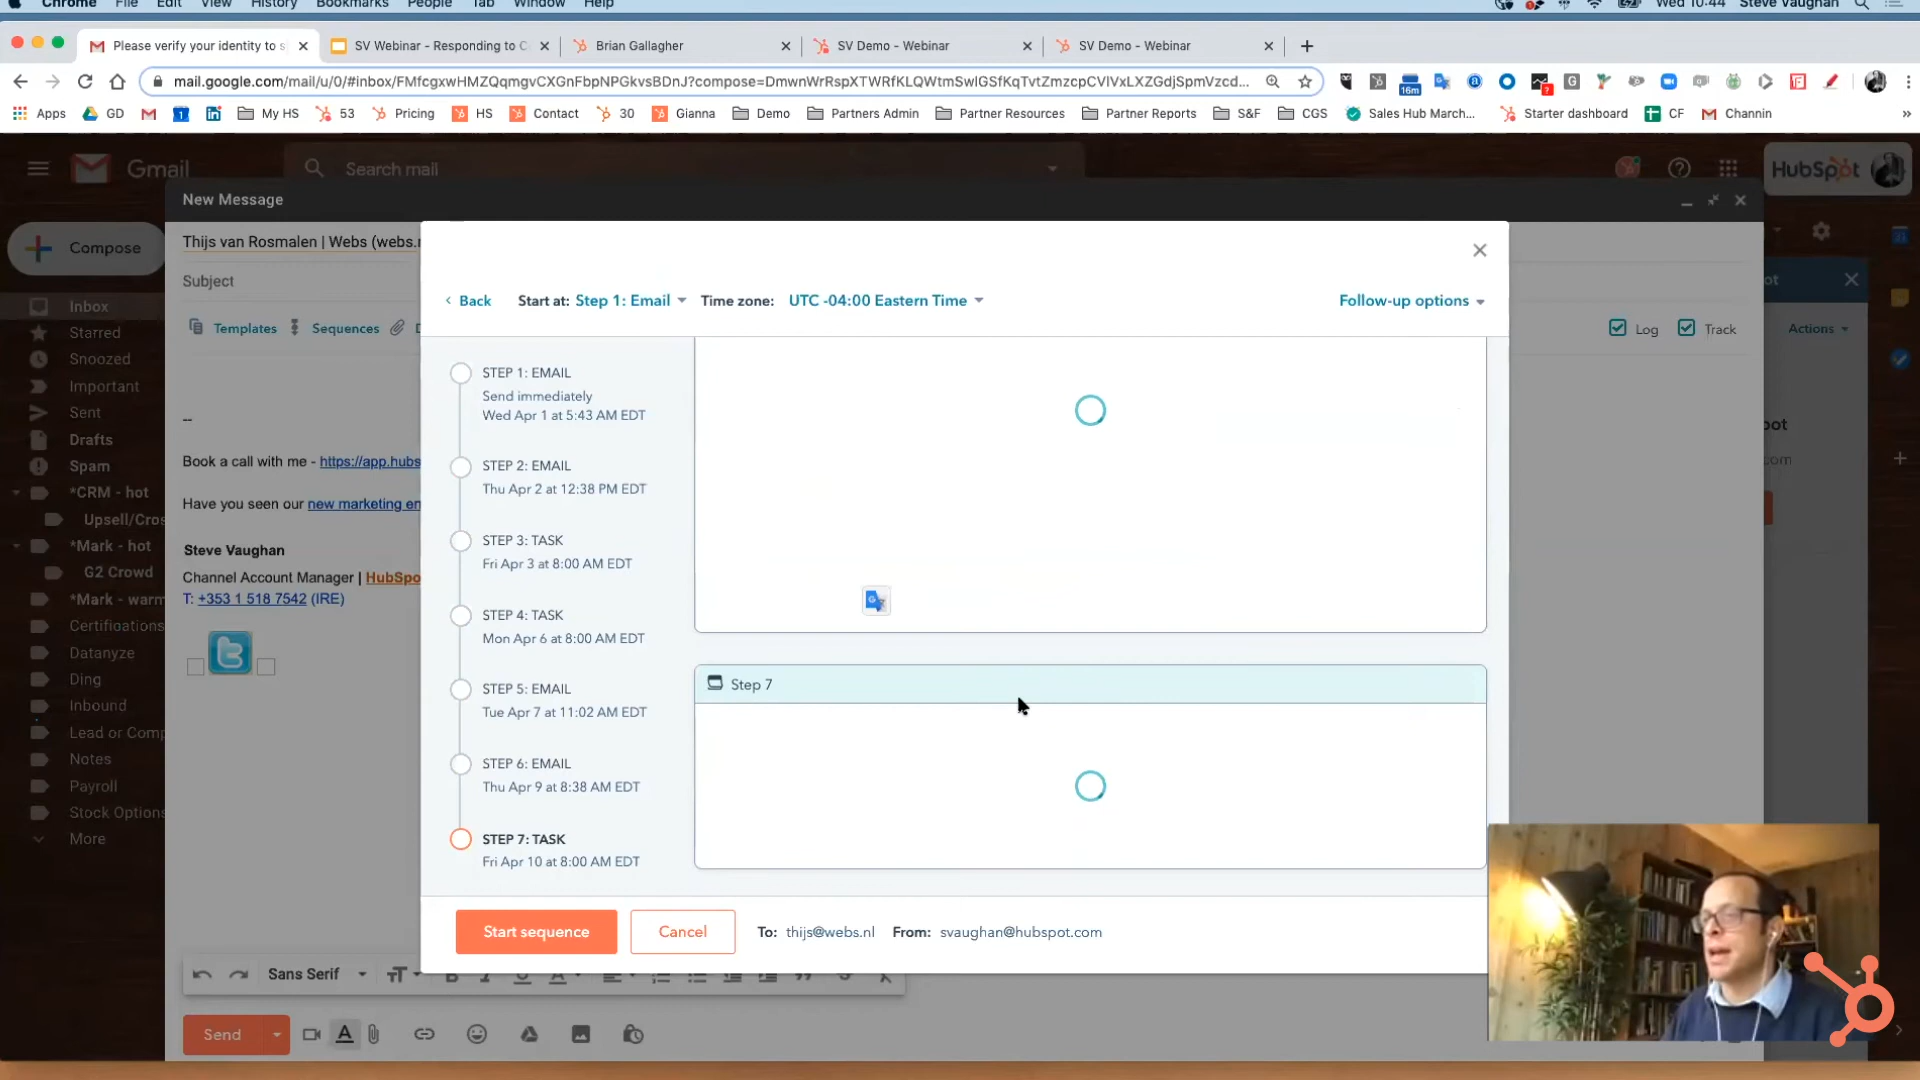 Chrome File Edit View History Bookmarks People Tab Window Help Wed 10:44 Steve Vaughan
Please verify your identity to s SV Webinar - Responding to C Brian Gallagher SV Demo - Webinar SV Demo - Webinar
mail.google.com/mail/u/0/#inbox/FMfcgxwHMZQqmgvCXGnFbpNPGkvsBDnJ?compose=DmwnWrRspXTWRfKLQWtmSwlGSfKqTvtZmzcpCVlVxLXZGdjSpmVzcd...
16m
Apps GD My HS 53 Pricing HS Contact 30 Gianna Demo Partners Admin Partner Resources Partner Reports S&F CGS Sales Hub March... Starter dashboard CF Channin
Gmail Search mail HubSpot
New Message
Compose
Thijs van Rosmalen | Webs (webs.n
Subject
Inbox
Starred
Snoozed
Important
Sent
Drafts
Spam
*CRM - hot
Upsell/Cros
*Mark - hot
G2 Crowd
*Mark - warm
Certifications
Datanyze
Ding
Inbound
Lead or Comp
Notes
Payroll
Stock Options
More
Templates Sequences D
Log Track
Actions
ot
ot
com
--
Book a call with me - https://app.hubs
Have you seen our new marketing en
Steve Vaughan
Channel Account Manager | HubSpo
T: +353 1 518 7542 (IRE)
Back Start at: Step 1: Email Time zone: UTC -04:00 Eastern Time Follow-up options
STEP 1: EMAIL
Send immediately
Wed Apr 1 at 5:43 AM EDT
STEP 2: EMAIL
Thu Apr 2 at 12:38 PM EDT
STEP 3: TASK
Fri Apr 3 at 8:00 AM EDT
STEP 4: TASK
Mon Apr 6 at 8:00 AM EDT
STEP 5: EMAIL
Tue Apr 7 at 11:02 AM EDT
STEP 6: EMAIL
Thu Apr 9 at 8:38 AM EDT
STEP 7: TASK
Fri Apr 10 at 8:00 AM EDT
Step 7
Start sequence Cancel To: thijs@webs.nl From: svaughan@hubspot.com
Sans Serif
Send